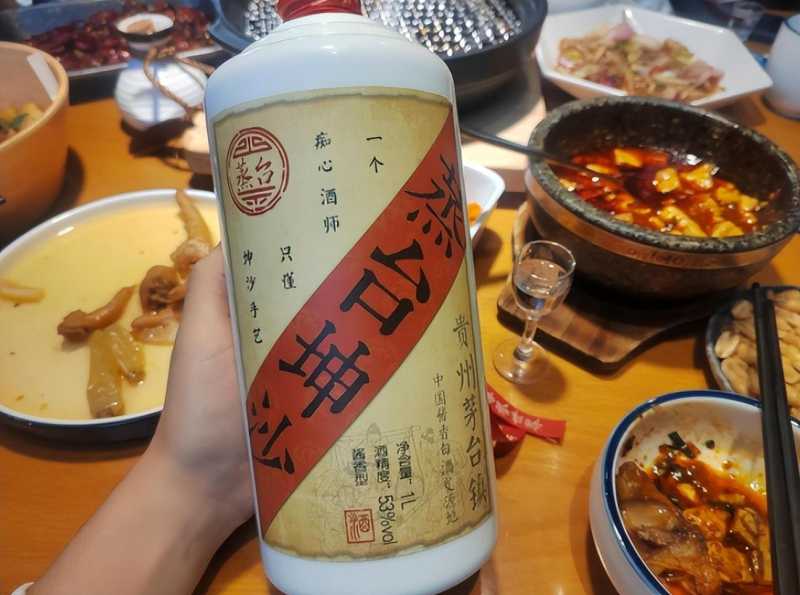 蒸台
一个
痴心酒师
只懂
坤沙手艺
蒸台坤沙
贵州茅台镇
中国酱香白酒发源地
净含量:1L
酒精度:53%vol
酱香型
酒